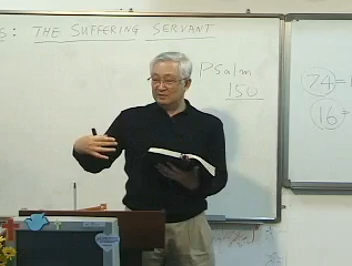 S: THE SUFFERING SERVANT
Psalm
150
74=
16